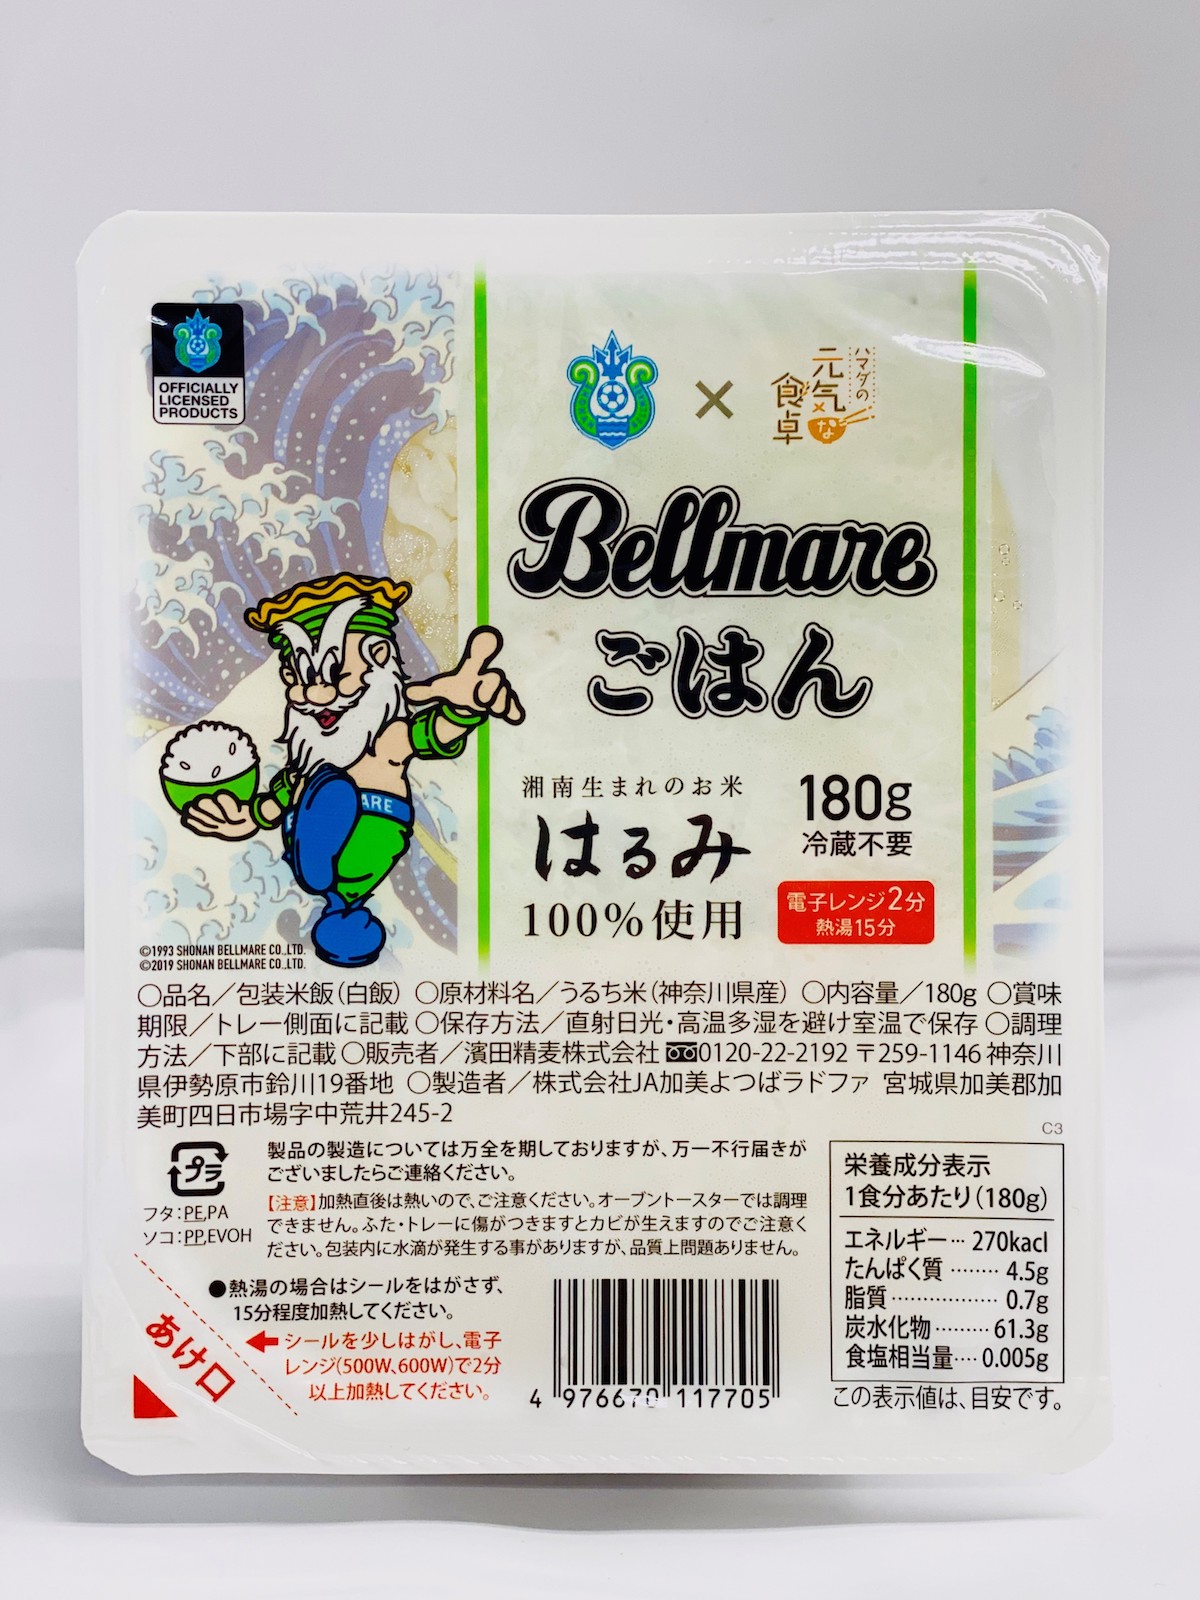 OFFICIALLY
LICENSED
PRODUCTS
×
ハマダの
元気な
食卓
Bellmare
ごはん
湘南生まれのお米
はるみ
100%使用
180g
冷蔵不要
電子レンジ2分
熱湯15分
ARE
©1993 SHONAN BELLMARE CO.,LTD.
©2019 SHONAN BELLMARE CO.,LTD.
○品名/包装米飯(白飯) ○原材料名/うるち米(神奈川県産) ○内容量/180g ○賞味
期限/トレー側面に記載 ○保存方法/直射日光・高温多湿を避け室温で保存 ○調理
方法/下部に記載 ○販売者/濱田精麦株式会社 0120-22-2192 〒259-1146 神奈川
県伊勢原市鈴川19番地 ○製造者/株式会社JA加美よつばラドファ 宮城県加美郡加
美町四日市場字中荒井245-2
C3
プラ
フタ:PE,PA
ソコ:PP,EVOH
製品の製造については万全を期しておりますが、万一不行届きが
ございましたらご連絡ください。
【注意】加熱直後は熱いので、ご注意ください。オーブントースターでは調理
できません。ふた・トレーに傷がつきますとカビが生えますのでご注意く
ださい。包装内に水滴が発生する事がありますが、品質上問題ありません。
●熱湯の場合はシールをはがさず、
15分程度加熱してください。
シールを少しはがし、電子
レンジ(500W、600W)で2分
以上加熱してください。
あけ口
4 976670 117705
栄養成分表示
1食分あたり(180g)
エネルギー… 270kacl
たんぱく質 ……… 4.5g
脂質……………… 0.7g
炭水化物……… 61.3g
食塩相当量…. 0.005g
この表示値は、目安です。